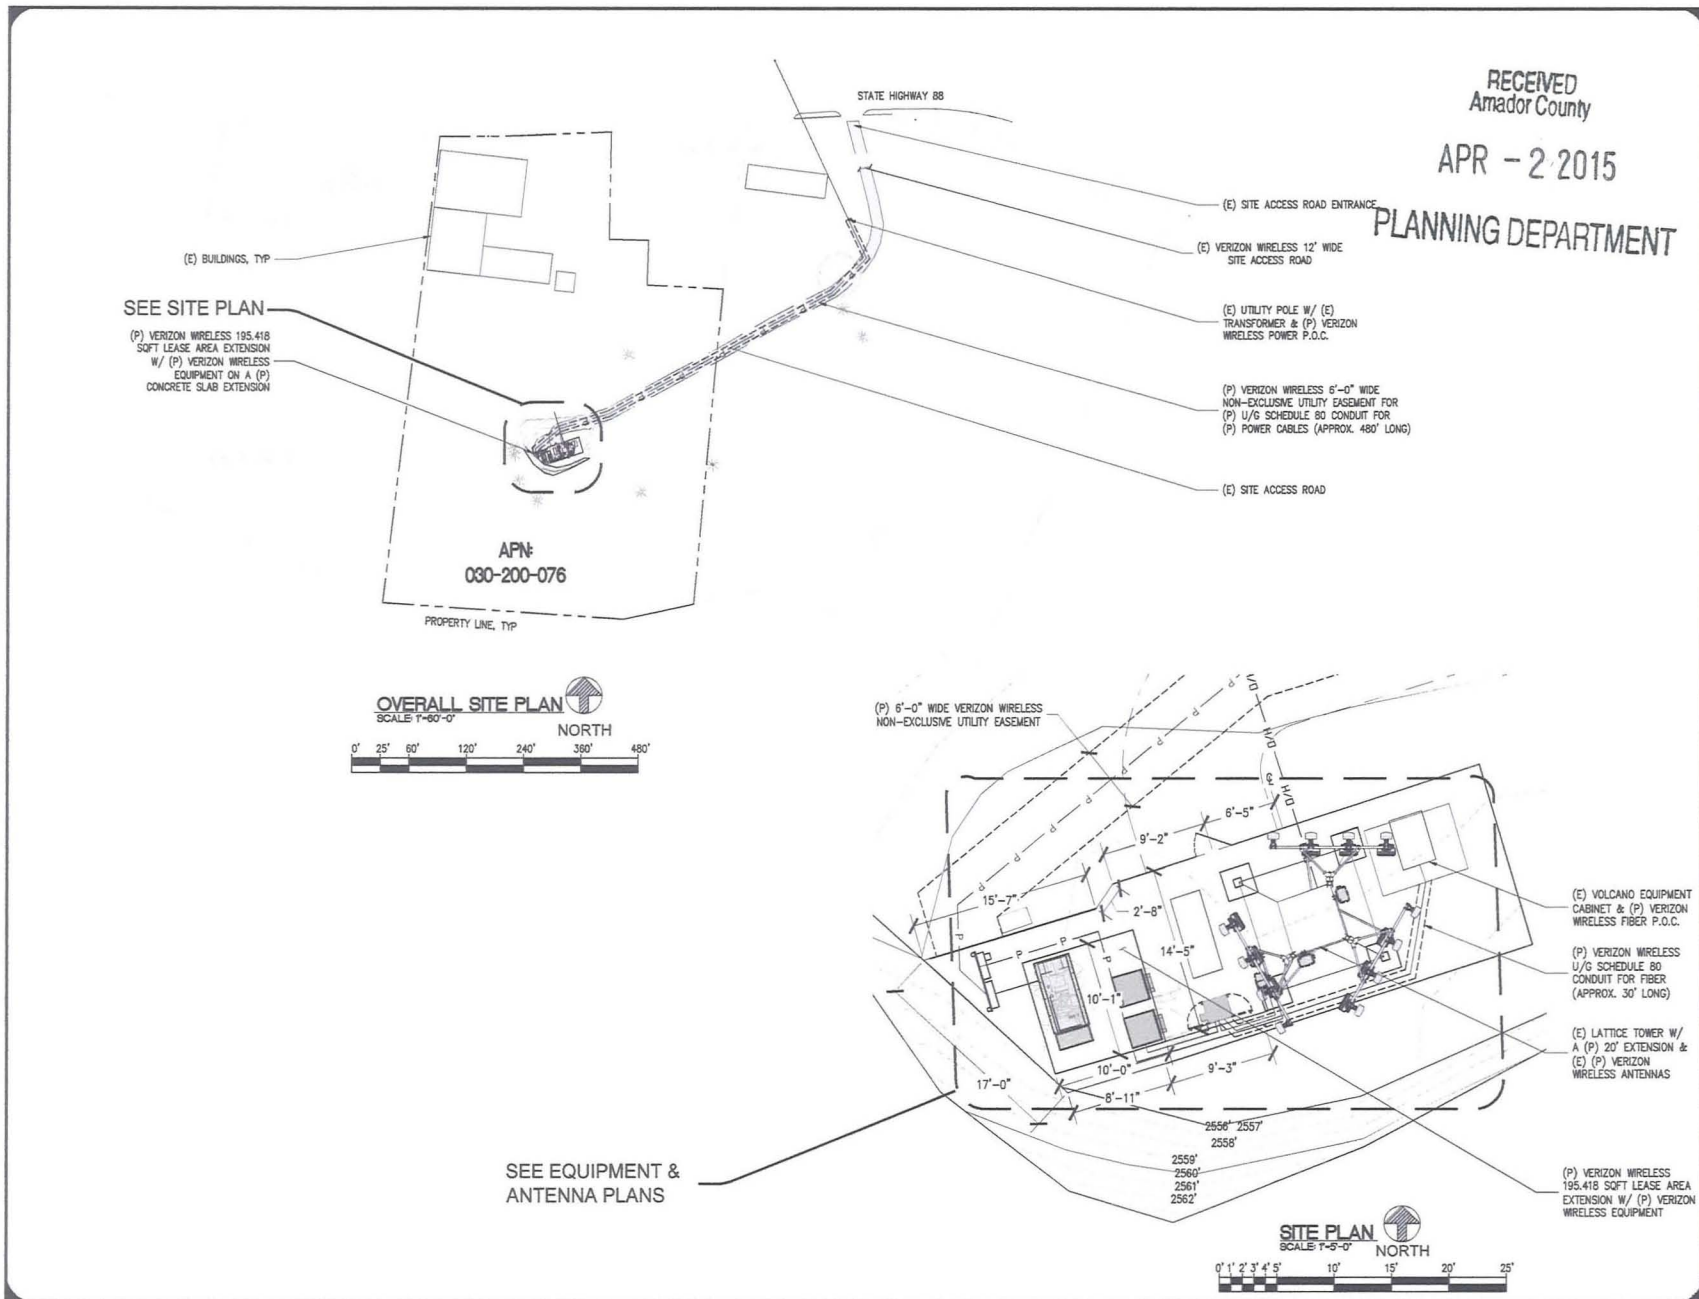 RECEIVED
Amador County
APR - 2 2015
PLANNING DEPARTMENT
STATE HIGHWAY 88
(E) SITE ACCESS ROAD ENTRANCE
(E) VERIZON WIRELESS 12' WIDE
SITE ACCESS ROAD
(E) UTILITY POLE W/ (E)
TRANSFORMER & (P) VERIZON
WIRELESS POWER P.O.C.
(P) VERIZON WIRELESS 6'-0" WIDE
NON-EXCLUSIVE UTILITY EASEMENT FOR
(P) U/G SCHEDULE 80 CONDUIT FOR
(P) POWER CABLES (APPROX. 480' LONG)
(E) SITE ACCESS ROAD
(E) BUILDINGS, TYP
SEE SITE PLAN
(P) VERIZON WIRELESS 195.418
SQFT LEASE AREA EXTENSION
W/ (P) VERIZON WIRELESS
EQUIPMENT ON A (P)
CONCRETE SLAB EXTENSION
APN:
030-200-076
PROPERTY LINE, TYP
OVERALL SITE PLAN
SCALE: 1"=60'-0"
NORTH
0' 25' 60' 120' 240' 360' 480'
(P) 6'-0" WIDE VERIZON WIRELESS
NON-EXCLUSIVE UTILITY EASEMENT
P
P
P
P
P
P
O/H
O/H
O/H
6'-5"
9'-2"
15'-7"
2'-8"
14'-5"
P P
P
P
10'-1"
10'-0"
9'-3"
17'-0"
8'-11"
2556' 2557'
2558'
2559'
2560'
2561'
2562'
(E) VOLCANO EQUIPMENT
CABINET & (P) VERIZON
WIRELESS FIBER P.O.C.
(P) VERIZON WIRELESS
U/G SCHEDULE 80
CONDUIT FOR FIBER
(APPROX. 30' LONG)
(E) LATTICE TOWER W/
A (P) 20' EXTENSION &
(E) (P) VERIZON
WIRELESS ANTENNAS
(P) VERIZON WIRELESS
195.418 SQFT LEASE AREA
EXTENSION W/ (P) VERIZON
WIRELESS EQUIPMENT
SEE EQUIPMENT &
ANTENNA PLANS
SITE PLAN
SCALE: 1"=5'-0"
NORTH
0' 1' 2' 3' 4' 5' 10' 15' 20' 25'